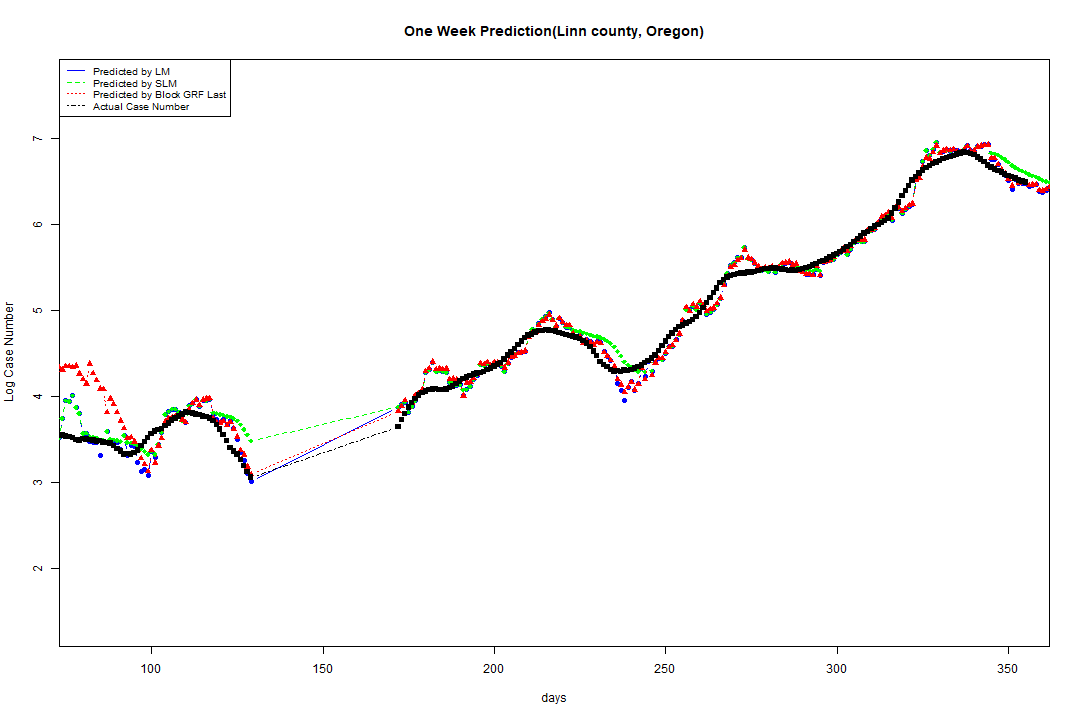 One Week Prediction(Linn county, Oregon)
Predicted by LM
Predicted by SLM
Predicted by Block GRF Last
Actual Case Number
Log Case Number
7
6
5
4
3
2
100 150 200 250 300 350
days